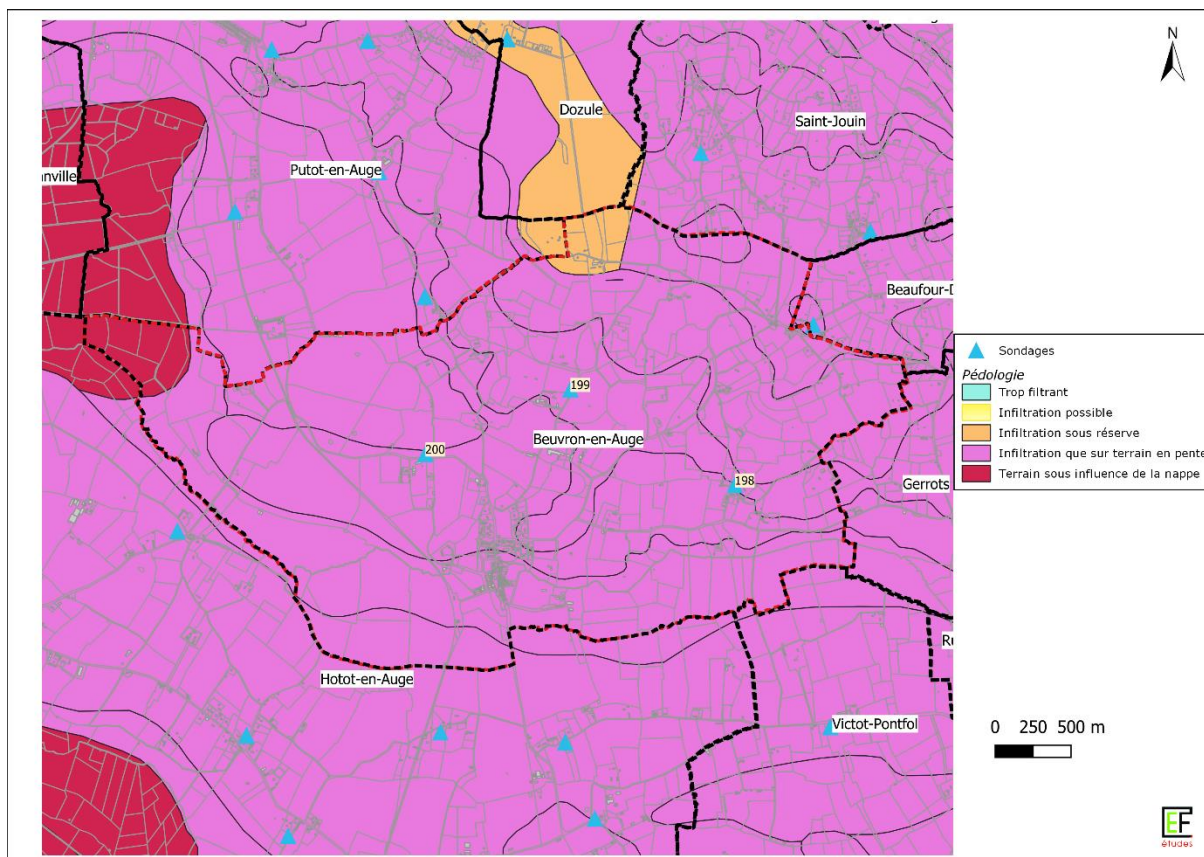 N
Dozule
Saint-Jouin
Putot-en-Auge
anville
Beaufour-D
Sondages
Pédologie
Trop filtrant
Infiltration possible
Infiltration sous réserve
Infiltration que sur terrain en pente
Terrain sous influence de la nappe
199
Beuvron-en-Auge
200
198
Gerrots
Hotot-en-Auge
Victot-Pontfol
0 250 500 m
EF
études